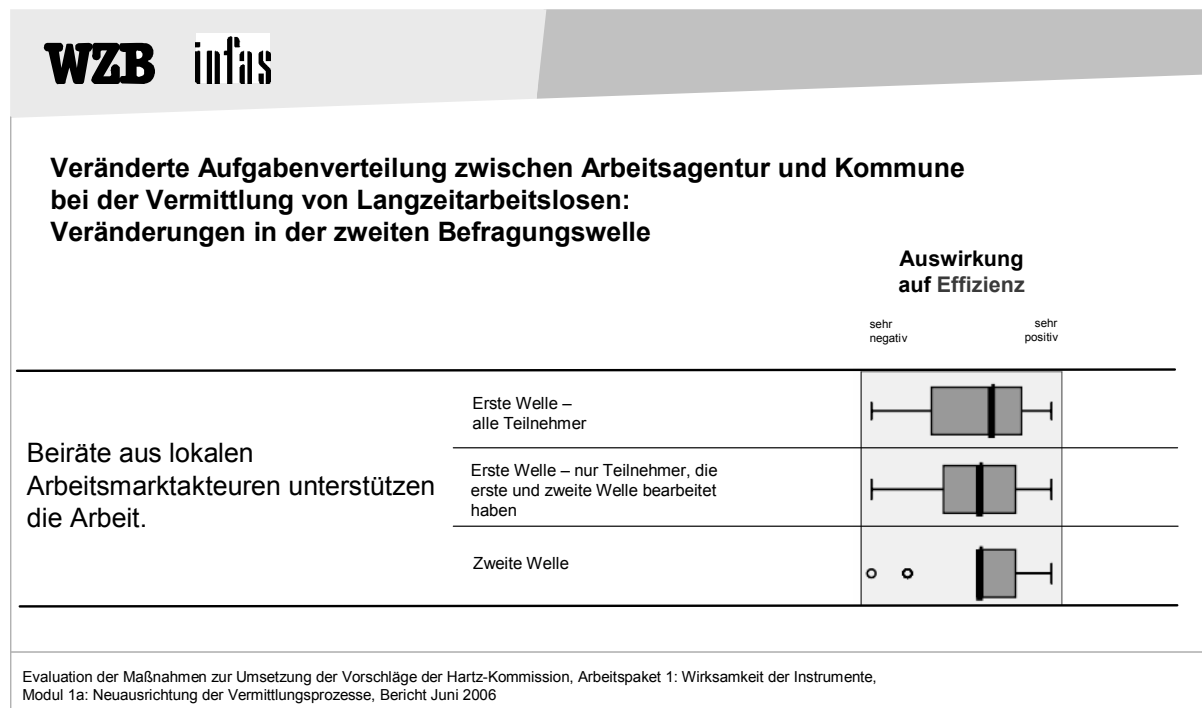 WZB infas
Veränderte Aufgabenverteilung zwischen Arbeitsagentur und Kommune
bei der Vermittlung von Langzeitarbeitslosen:
Veränderungen in der zweiten Befragungswelle
Auswirkung
auf Effizienz
sehr
negativ
sehr
positiv
Beiräte aus lokalen
Arbeitsmarktakteuren unterstützen
die Arbeit.
Erste Welle –
alle Teilnehmer
Erste Welle – nur Teilnehmer, die
erste und zweite Welle bearbeitet
haben
Zweite Welle
Evaluation der Maßnahmen zur Umsetzung der Vorschläge der Hartz-Kommission, Arbeitspaket 1: Wirksamkeit der Instrumente,
Modul 1a: Neuausrichtung der Vermittlungsprozesse, Bericht Juni 2006